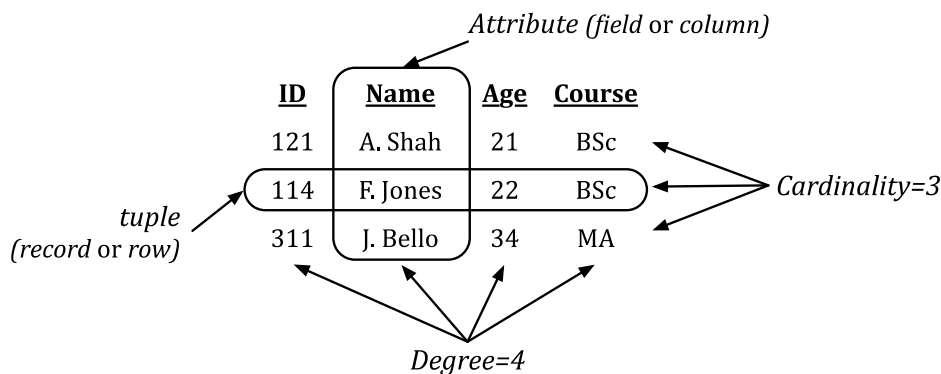 Attribute (field or column)
ID Name Age Course
121 A. Shah 21 BSc
114 F. Jones 22 BSc
Cardinality=3
tuple
(record or row)
311 J. Bello 34 MA
Degree=4